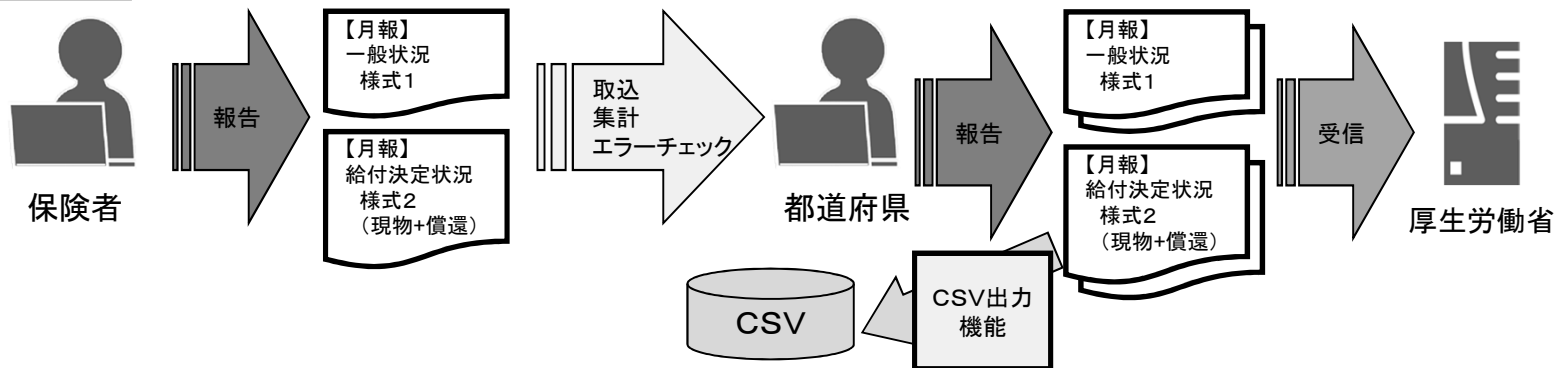 保険者
報告
【月報】
一般状況
様式1
【月報】
給付決定状況
様式2
(現物+償還)
取込
集計
エラーチェック
都道府県
報告
【月報】
一般状況
様式1
【月報】
給付決定状況
様式2
(現物+償還)
受信
厚生労働省
CSV出力
機能
CSV